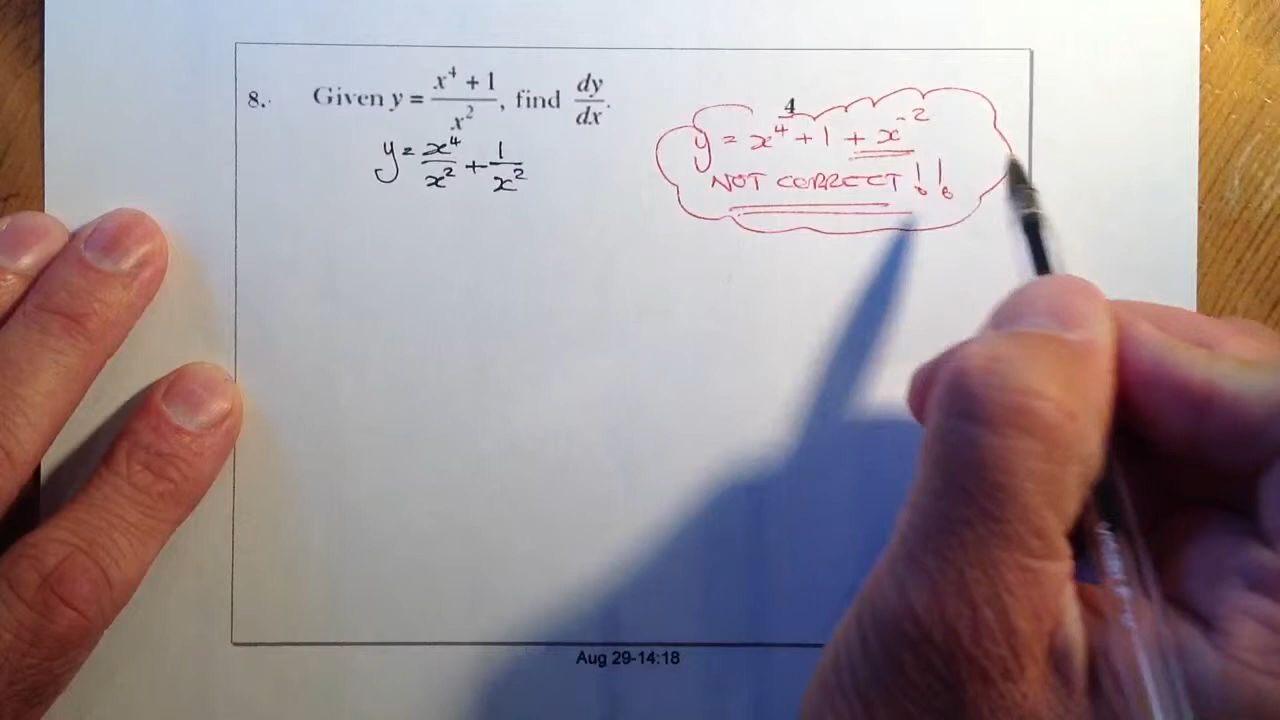 8. Given y = x⁴ + 1 / x², find dy/dx.
4
y = x⁴/x² + 1/x²
y = x⁴ + 1 + x⁻²
NOT CORRECT!!
Aug 29-14:18